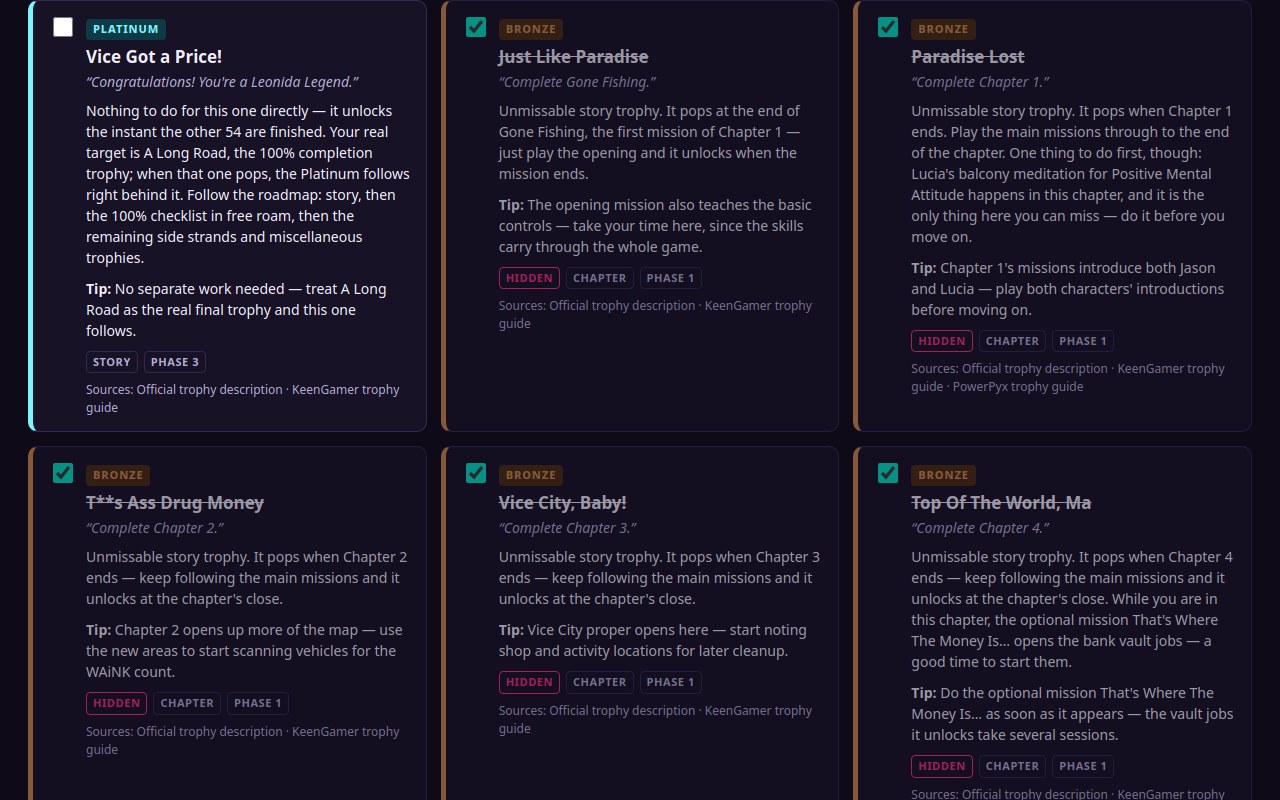 PLATINUM
Vice Got a Price!
“Congratulations! You're a Leonida Legend.”
Nothing to do for this one directly — it unlocks
the instant the other 54 are finished. Your real
target is A Long Road, the 100% completion
trophy; when that one pops, the Platinum follows
right behind it. Follow the roadmap: story, then
the 100% checklist in free roam, then the
remaining side strands and miscellaneous
trophies.
Tip: No separate work needed — treat A Long
Road as the real final trophy and this one
follows.
STORY
PHASE 3
Sources: Official trophy description · KeenGamer trophy
guide
BRONZE
Just Like Paradise
“Complete Gone Fishing.”
Unmissable story trophy. It pops at the end of
Gone Fishing, the first mission of Chapter 1 —
just play the opening and it unlocks when the
mission ends.
Tip: The opening mission also teaches the basic
controls — take your time here, since the skills
carry through the whole game.
HIDDEN
CHAPTER
PHASE 1
Sources: Official trophy description · KeenGamer trophy
guide
BRONZE
Paradise Lost
“Complete Chapter 1.”
Unmissable story trophy. It pops when Chapter 1
ends. Play the main missions through to the end
of the chapter. One thing to do first, though:
Lucia's balcony meditation for Positive Mental
Attitude happens in this chapter, and it is the
only thing here you can miss — do it before you
move on.
Tip: Chapter 1's missions introduce both Jason
and Lucia — play both characters' introductions
before moving on.
HIDDEN
CHAPTER
PHASE 1
Sources: Official trophy description · KeenGamer trophy
guide · PowerPyx trophy guide
BRONZE
T**s Ass Drug Money
“Complete Chapter 2.”
Unmissable story trophy. It pops when Chapter 2
ends — keep following the main missions and it
unlocks at the chapter's close.
Tip: Chapter 2 opens up more of the map — use
the new areas to start scanning vehicles for the
WAiNK count.
HIDDEN
CHAPTER
PHASE 1
Sources: Official trophy description · KeenGamer trophy
guide
BRONZE
Vice City, Baby!
“Complete Chapter 3.”
Unmissable story trophy. It pops when Chapter 3
ends — keep following the main missions and it
unlocks at the chapter's close.
Tip: Vice City proper opens here — start noting
shop and activity locations for later cleanup.
HIDDEN
CHAPTER
PHASE 1
Sources: Official trophy description · KeenGamer trophy
guide
BRONZE
Top Of The World, Ma
“Complete Chapter 4.”
Unmissable story trophy. It pops when Chapter 4
ends — keep following the main missions and it
unlocks at the chapter's close. While you are in
this chapter, the optional mission That's Where
The Money Is... opens the bank vault jobs — a
good time to start them.
Tip: Do the optional mission That's Where The
Money Is... as soon as it appears — the vault jobs
it unlocks take several sessions.
HIDDEN
CHAPTER
PHASE 1
Sources: Official trophy description · KeenGamer trophy